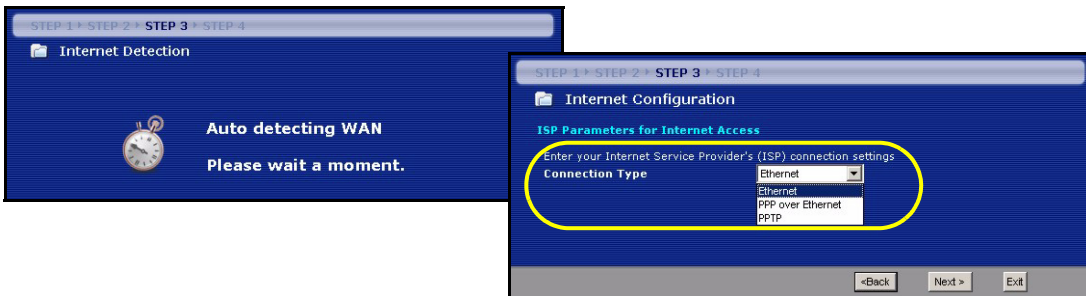 STEP 1 STEP 2 STEP 3 STEP 4
Internet Detection
Auto detecting WAN
Please wait a moment.
STEP 1 STEP 2 STEP 3 STEP 4
Internet Configuration
ISP Parameters for Internet Access
Enter your Internet Service Provider's (ISP) connection settings
Connection Type Ethernet
Ethernet
PPP over Ethernet
PPTP
<Back Next > Exit